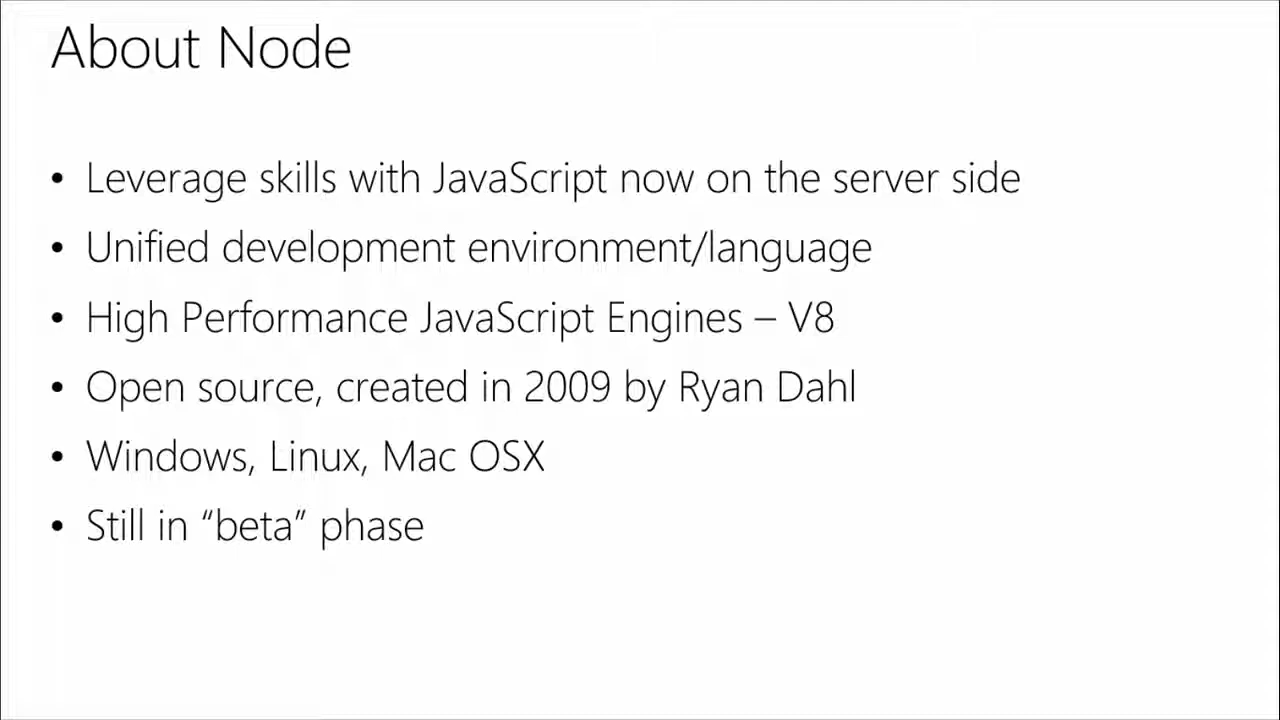 About Node
• Leverage skills with JavaScript now on the server side
• Unified development environment/language
• High Performance JavaScript Engines – V8
• Open source, created in 2009 by Ryan Dahl
• Windows, Linux, Mac OSX
• Still in “beta” phase